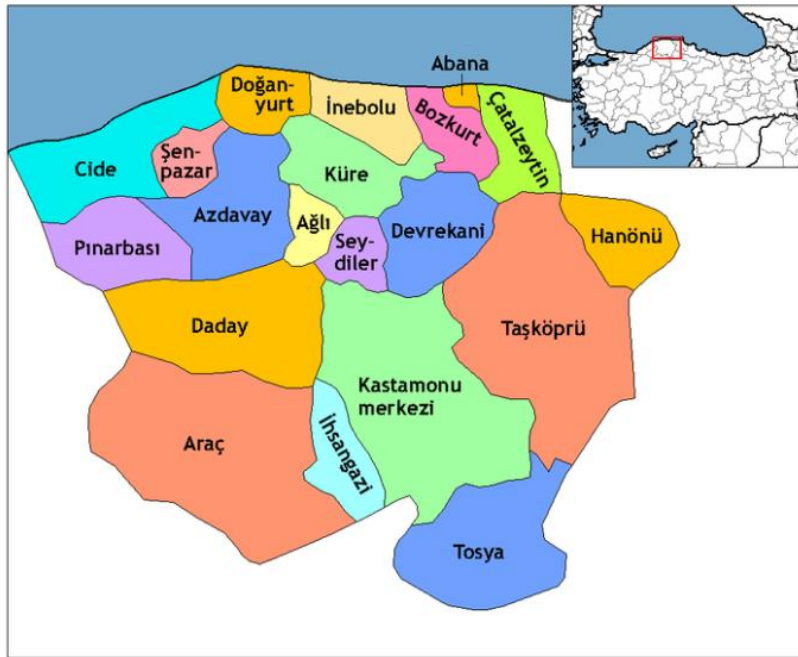 Abana
Doğan-
yurt
İnebolu
Bozkurt
Çatalzeytin
Cide
Şen-
pazar
Küre
Azdavay
Ağlı
Sey-
diler
Devrekani
Hanönü
Pınarbası
Daday
Taşköprü
Kastamonu
merkezi
Araç
İhsangazi
Tosya